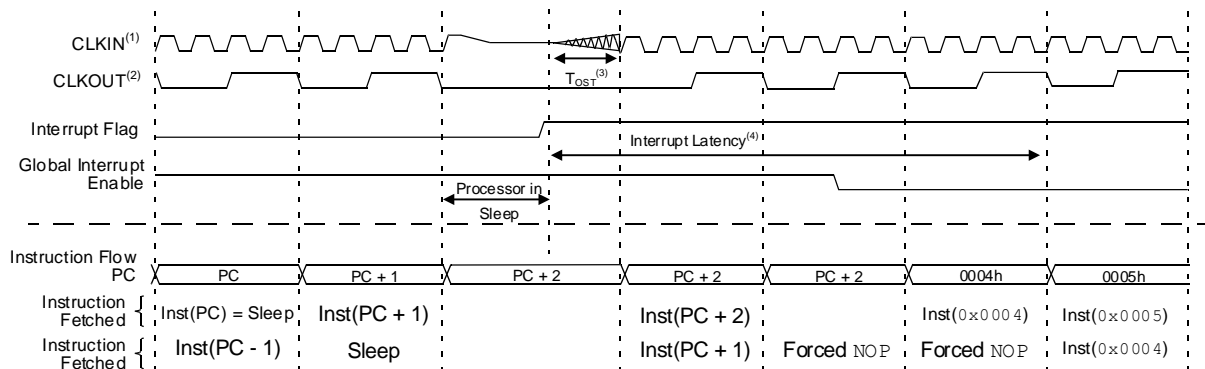 CLKIN(1)
CLKOUT(2)
TOST(3)
Interrupt Flag
Interrupt Latency(4)
Global Interrupt
Enable
Processor in
Sleep
Instruction Flow
PC
PC
PC + 1
PC + 2
PC + 2
PC + 2
0004h
0005h
Instruction
Fetched
{
Inst(PC) = Sleep
Inst(PC + 1)
Inst(PC + 2)
Inst(0x0004)
Inst(0x0005)
Instruction
Fetched
{
Inst(PC - 1)
Sleep
Inst(PC + 1)
Forced NOP
Forced NOP
Inst(0x0004)